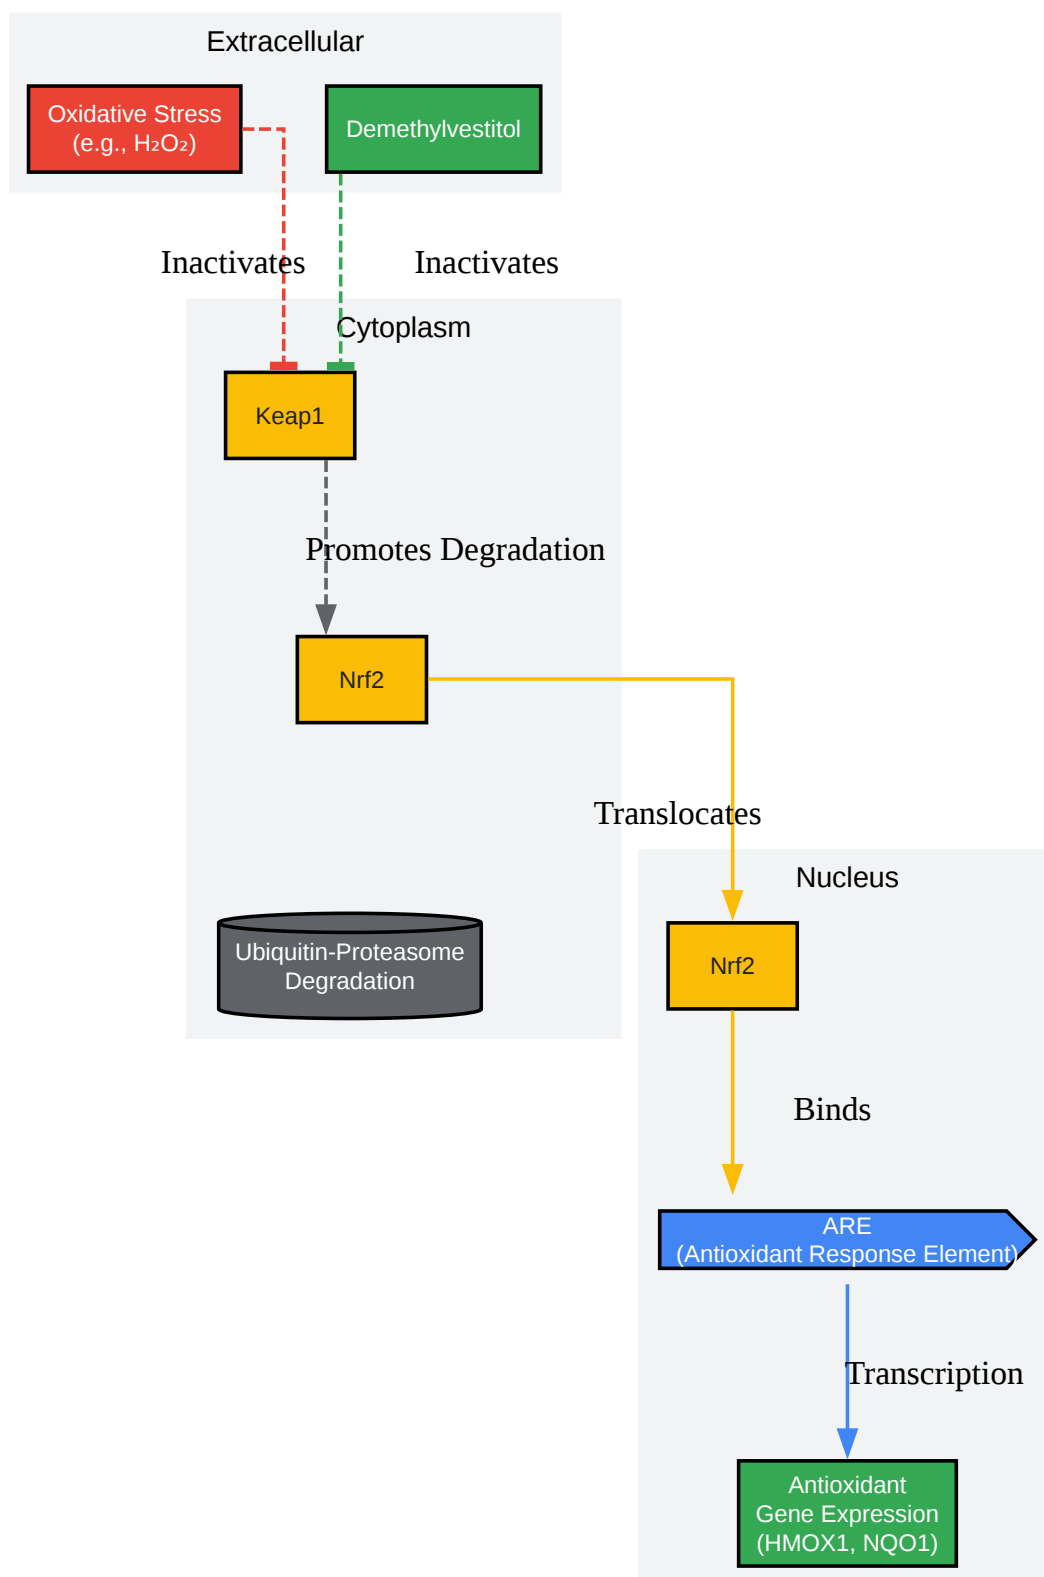 Extracellular
Oxidative Stress
(e.g., H₂O₂)
Demethylvestitol
Inactivates
Inactivates
Cytoplasm
Keap1
Promotes Degradation
Nrf2
Translocates
Nucleus
Ubiquitin-Proteasome
Degradation
Nrf2
Binds
ARE
(Antioxidant Response Element)
Transcription
Antioxidant
Gene Expression
(HMOX1, NQO1)